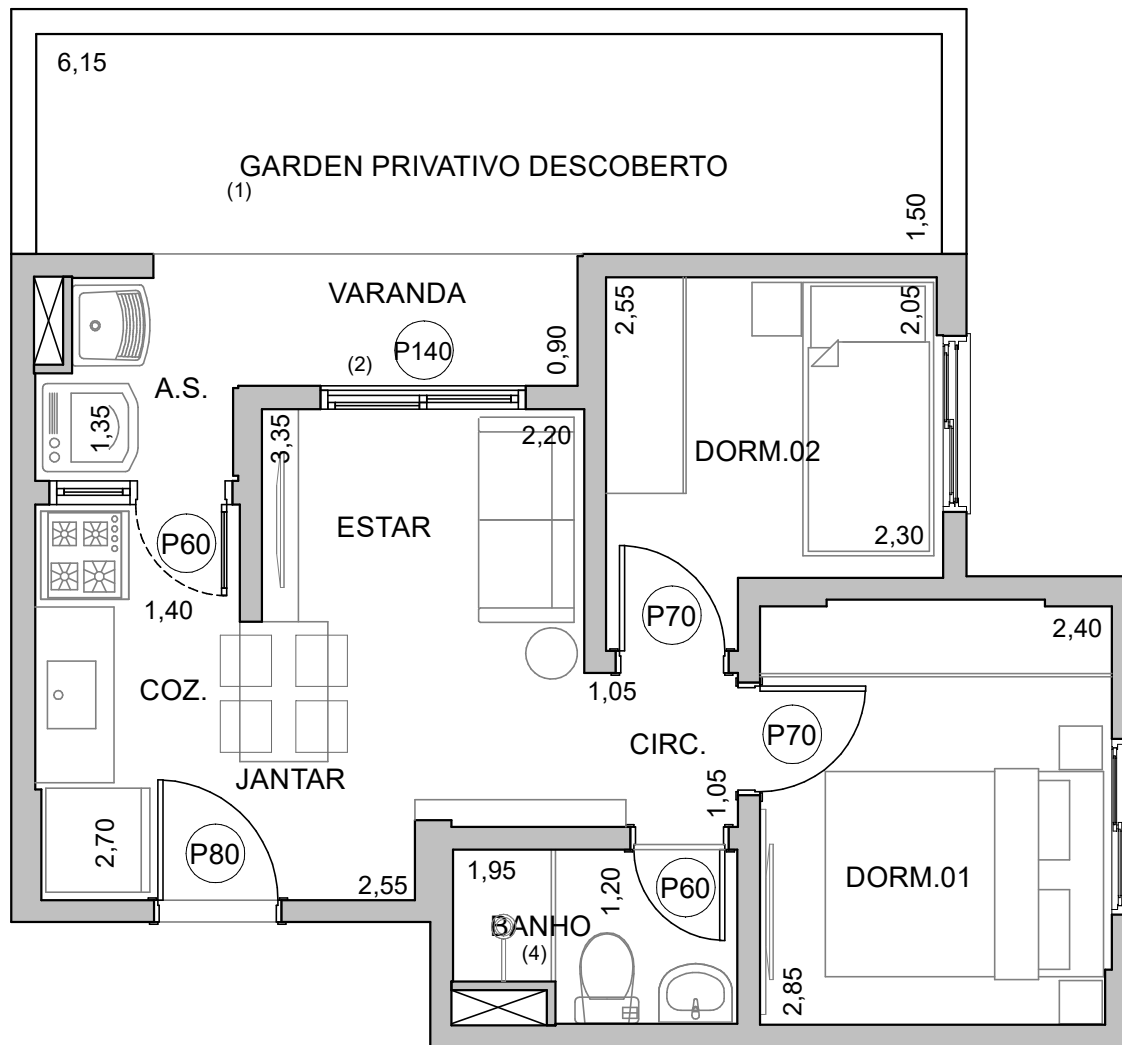 6,15
GARDEN PRIVATIVO DESCOBERTO
(1)
1,50
VARANDA
2,55
2,05
0,90
(2)
P140
A.S.
1,35
3,35
2,20
DORM.02
ESTAR
P60
2,30
1,40
P70
2,40
COZ.
1,05
CIRC.
P70
JANTAR
1,05
2,70
P80
2,55
1,95
1,20
P60
DORM.01
BANHO
(4)
2,85